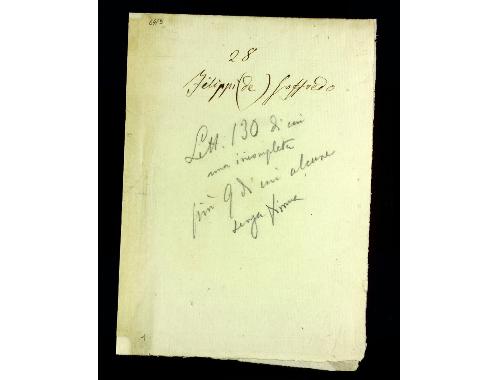 28
Filippi (de) Goffredo
Lett. 130 di cui
una incompleta
più 9 di cui alcune
senza firma